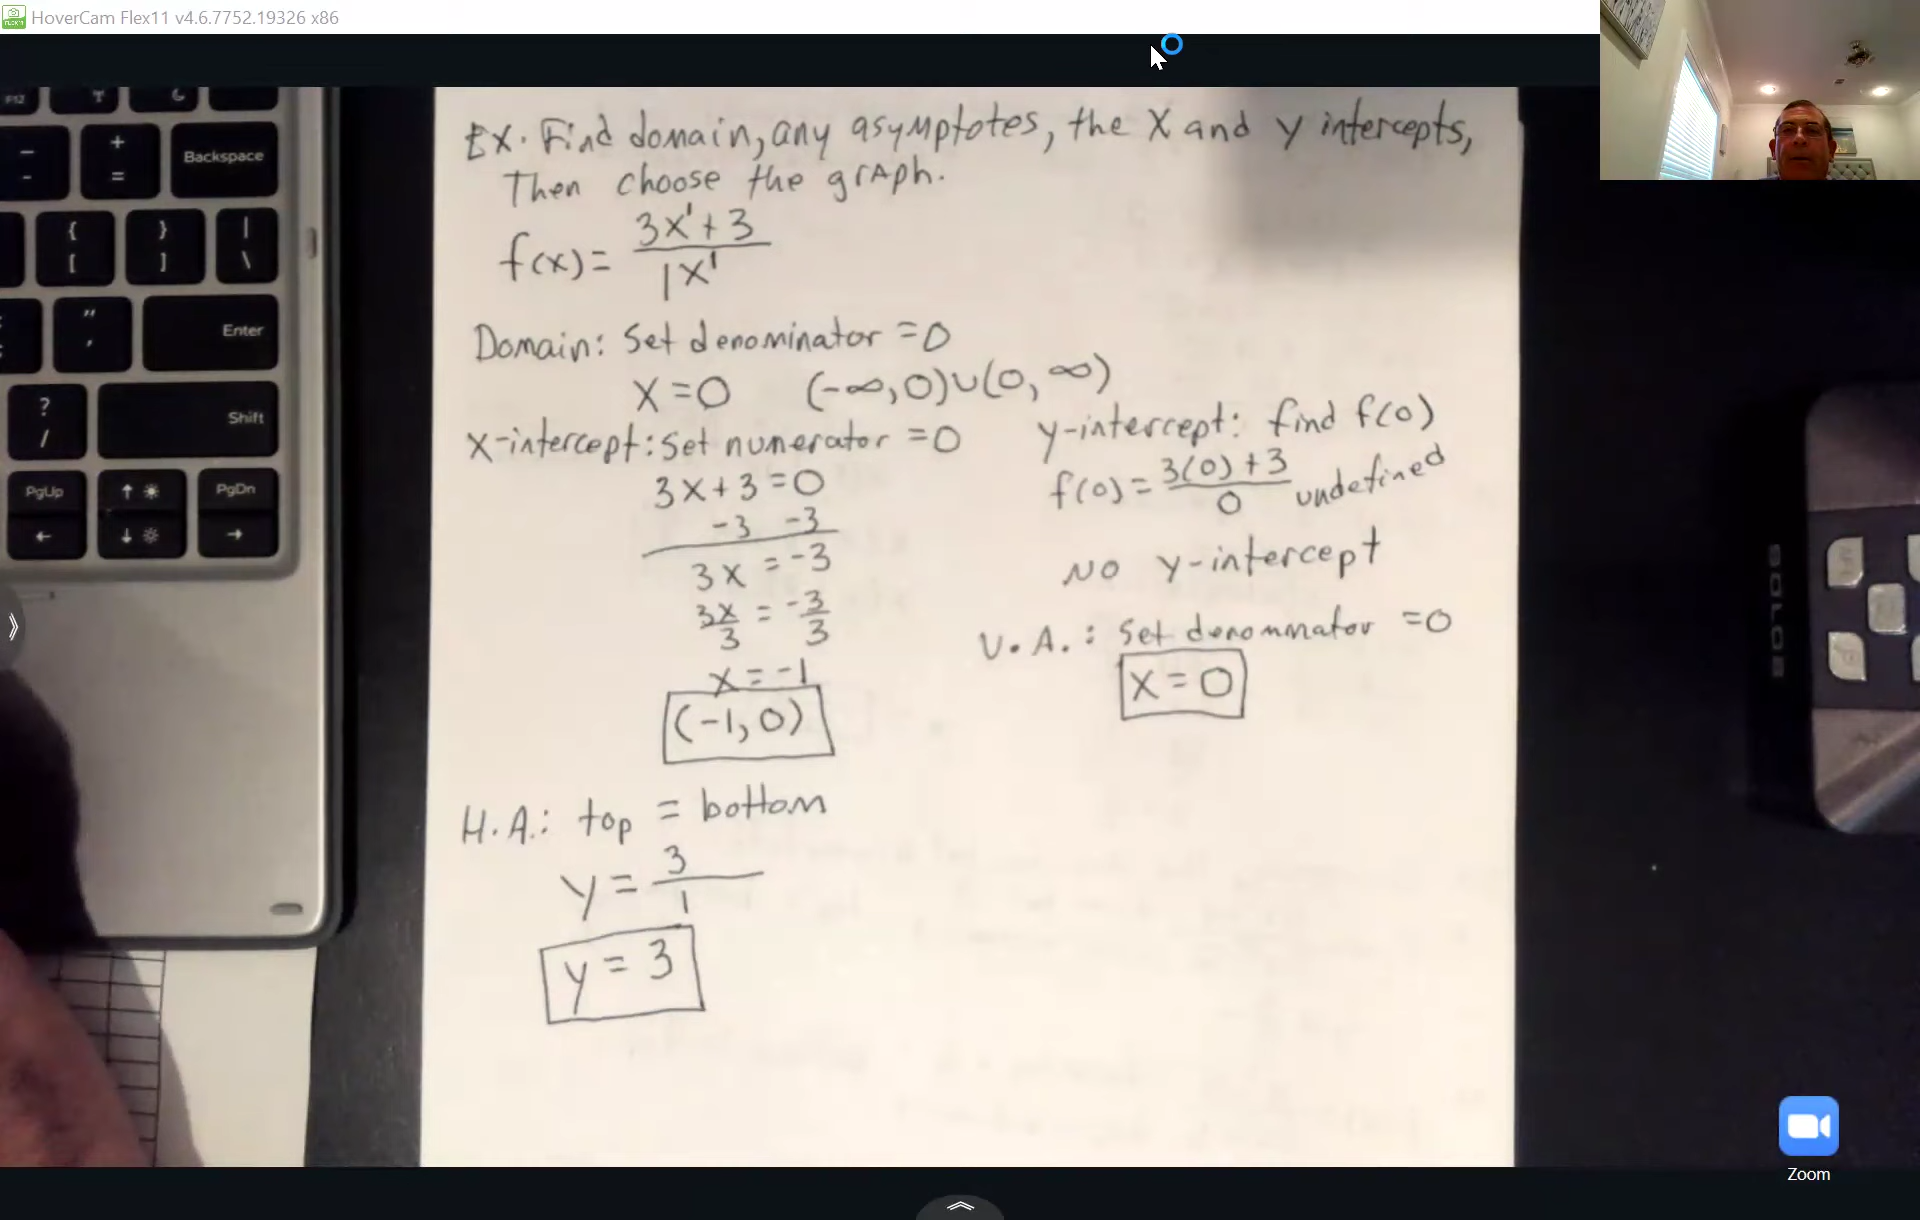 HoverCam Flex11 v4.6.7752.19326 x86
Ex. Find domain, any asymptotes, the x and y intercepts,
Then choose the graph.
f(x) = (3x¹ + 3)/(1x¹)
Domain: Set denominator = 0
x = 0 (-∞, 0)∪(0, ∞)
x-intercept: Set numerator = 0
3x + 3 = 0
-3 -3
3x = -3
3x/3 = -3/3
x = -1
(-1, 0)
y-intercept: find f(0)
f(0) = (3(0) + 3)/0 undefined
NO y-intercept
V.A.: Set denominator = 0
x = 0
H.A.: top = bottom
y = 3/1
y = 3
F12
- - + = Backspace
{ [ } ] | \
" ' Enter
? / Shift
PgUp ↑ PgDn
← ↓ →
Zoom